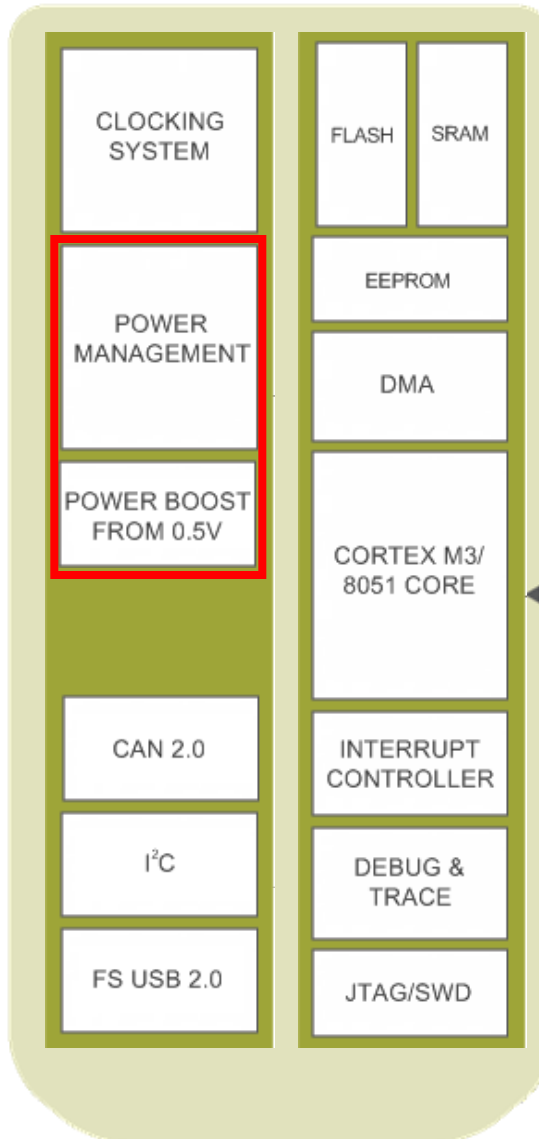 CLOCKING
SYSTEM
POWER
MANAGEMENT
POWER BOOST
FROM 0.5V
CAN 2.0
I²C
FS USB 2.0
FLASH
SRAM
EEPROM
DMA
CORTEX M3/
8051 CORE
INTERRUPT
CONTROLLER
DEBUG &
TRACE
JTAG/SWD